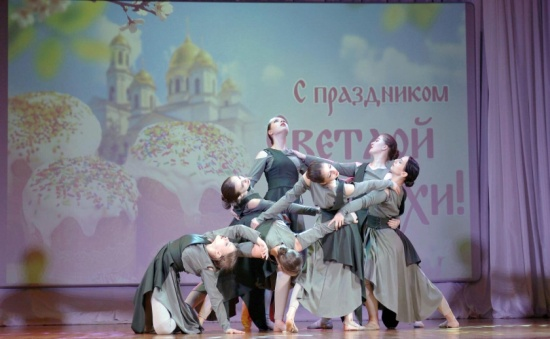 С праздником
ветлой
хи!